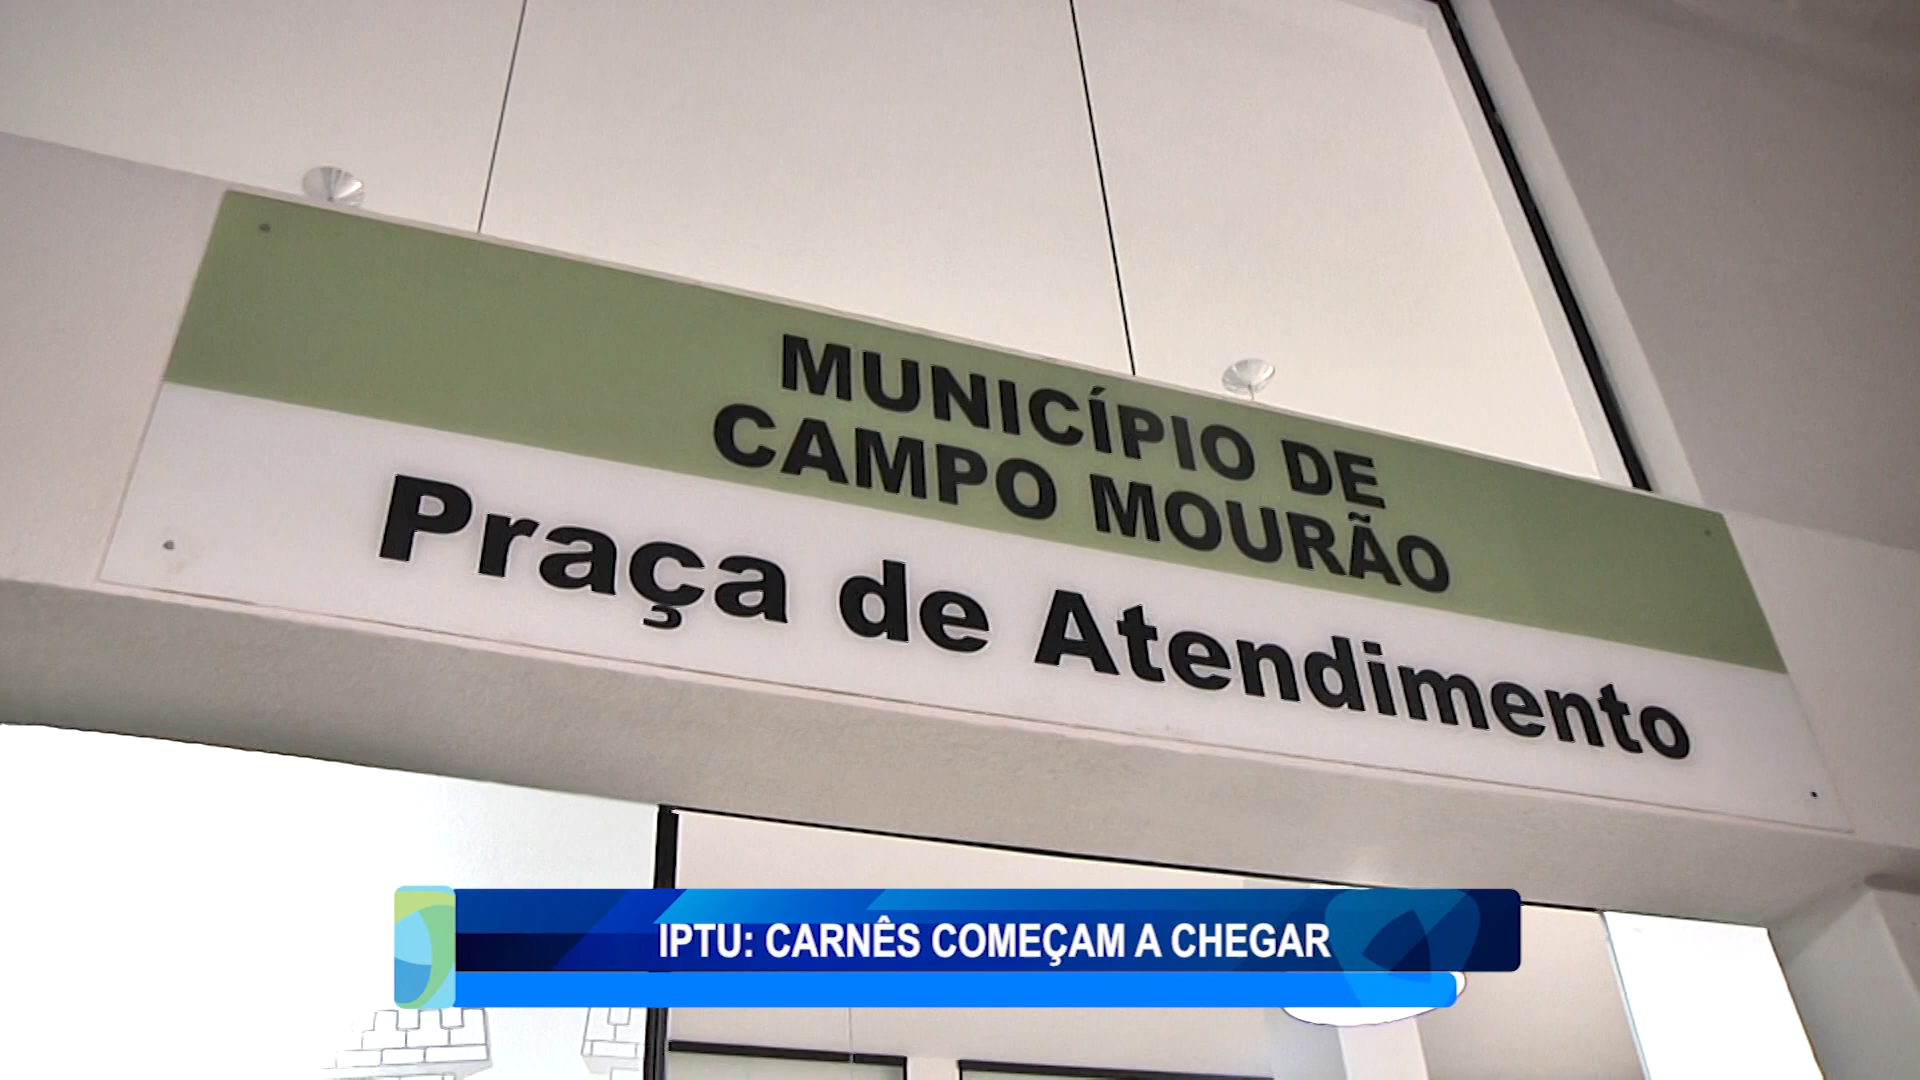 MUNICÍPIO DE
CAMPO MOURÃO
Praça de Atendimento
IPTU: CARNÊS COMEÇAM A CHEGAR